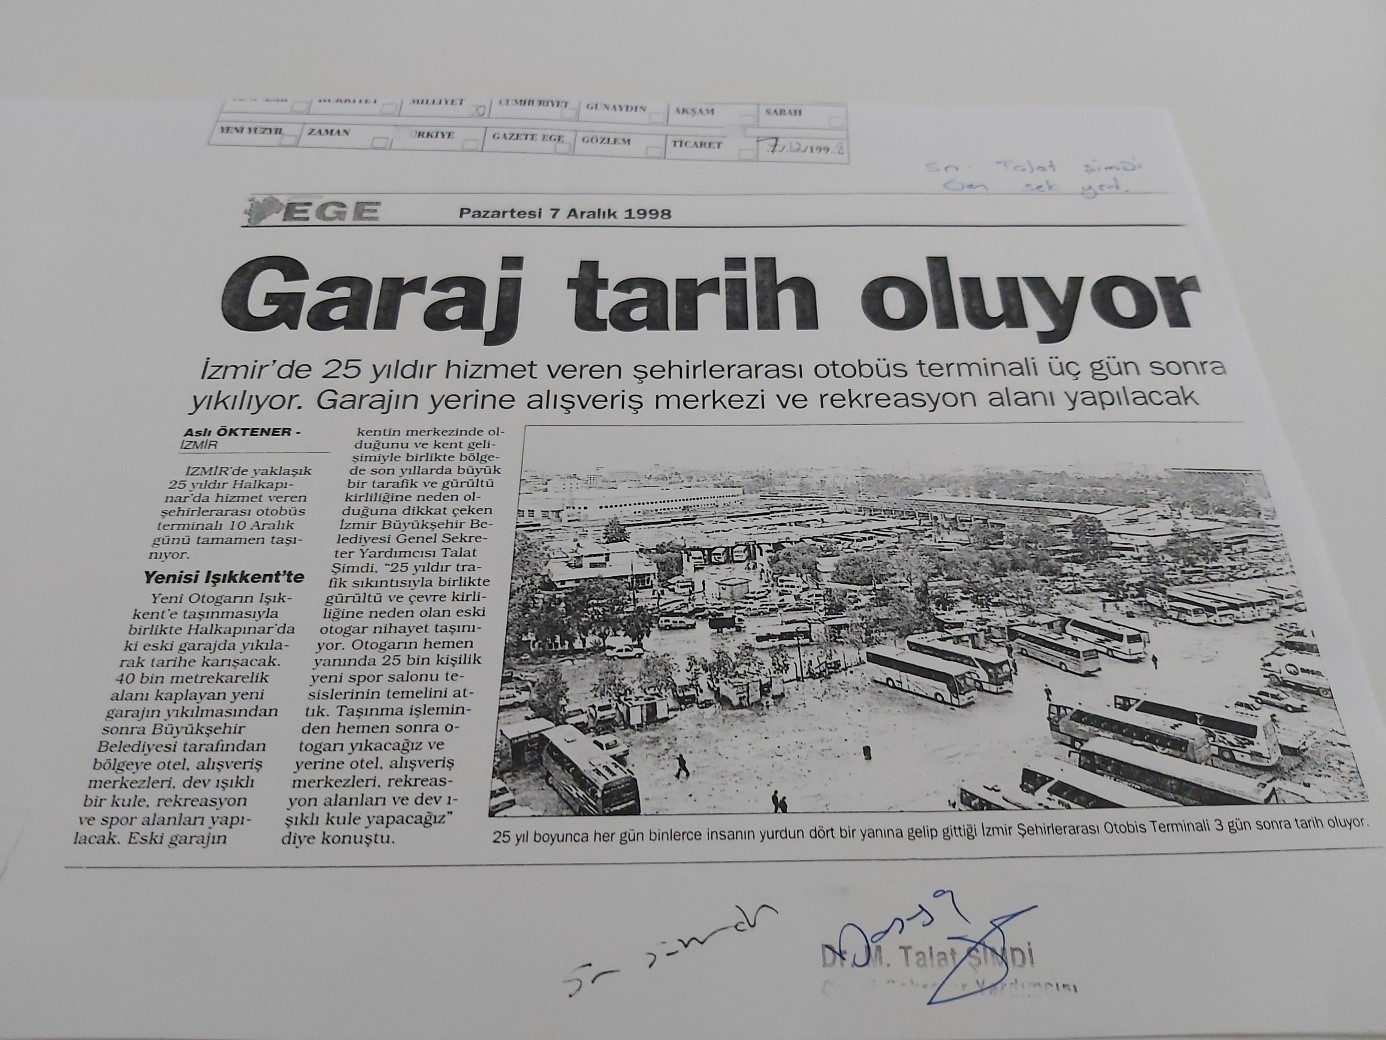 HÜRRİYET MİLLİYET CUMHURİYET GÜNAYDIN AKŞAM SABAH
YENİ YÜZYIL ZAMAN RKİYE GAZETE EGE GÖZLEM TİCARET 7/12/1998
Sn. Talat Şimdi
Gen sek yrd.
EGE Pazartesi 7 Aralık 1998
Garaj tarih oluyor
İzmir'de 25 yıldır hizmet veren şehirlerarası otobüs terminali üç gün sonra
yıkılıyor. Garajın yerine alışveriş merkezi ve rekreasyon alanı yapılacak
Aslı ÖKTENER -
İZMİR
İZMİR'de yaklaşık
25 yıldır Halkapı-
nar'da hizmet veren
şehirlerarası otobüs
terminali 10 Aralık
günü tamamen taşı-
nıyor.
Yenisi Işıkkent'te
Yeni Otogarın Işık-
kent'e taşınmasıyla
birlikte Halkapınar'da
ki eski garajda yıkıla-
rak tarihe karışacak.
40 bin metrekarelik
alanı kaplayan yeni
garajın yıkılmasından
sonra Büyükşehir
Belediyesi tarafından
bölgeye otel, alışveriş
merkezleri, dev ışıklı
bir kule, rekreasyon
ve spor alanları yapı-
lacak. Eski garajın
kentin merkezinde ol-
duğunu ve kent geli-
şimiyle birlikte bölge-
de son yıllarda büyük
bir tarafik ve gürültü
kirliliğine neden ol-
duğuna dikkat çeken
İzmir Büyükşehir Be-
lediyesi Genel Sekre-
ter Yardımcısı Talat
Şimdi, "25 yıldır tra-
fik sıkıntısıyla birlikte
gürültü ve çevre kirli-
liğine neden olan eski
otogar nihayet taşını-
yor. Otogarın hemen
yanında 25 bin kişilik
yeni spor salonu te-
sislerinin temelini at-
tık. Taşınma işlemin-
den hemen sonra o-
togarı yıkacağız ve
yerine otel, alışveriş
merkezleri, rekreas-
yon alanları ve dev ı-
şıklı kule yapacağız"
diye konuştu.
25 yıl boyunca her gün binlerce insanın yurdun dört bir yanına gelip gittiği İzmir Şehirlerarası Otobis Terminali 3 gün sonra tarih oluyor.
Dosya
Dr. M. Talat ŞİMDİ
Yardımcısı